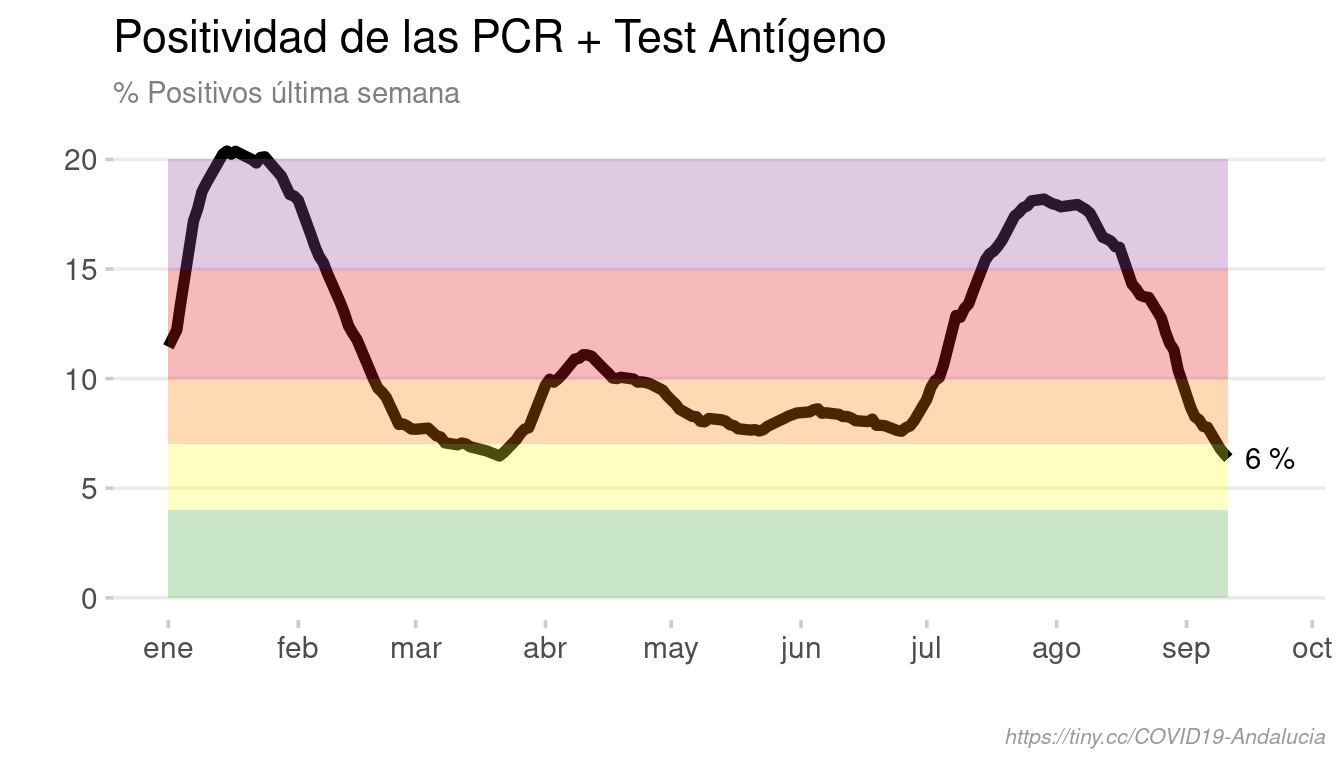 Positividad de las PCR + Test Antígeno
% Positivos última semana
20
15
10
5
0
6 %
ene feb mar abr may jun jul ago sep oct
https://tiny.cc/COVID19-Andalucia